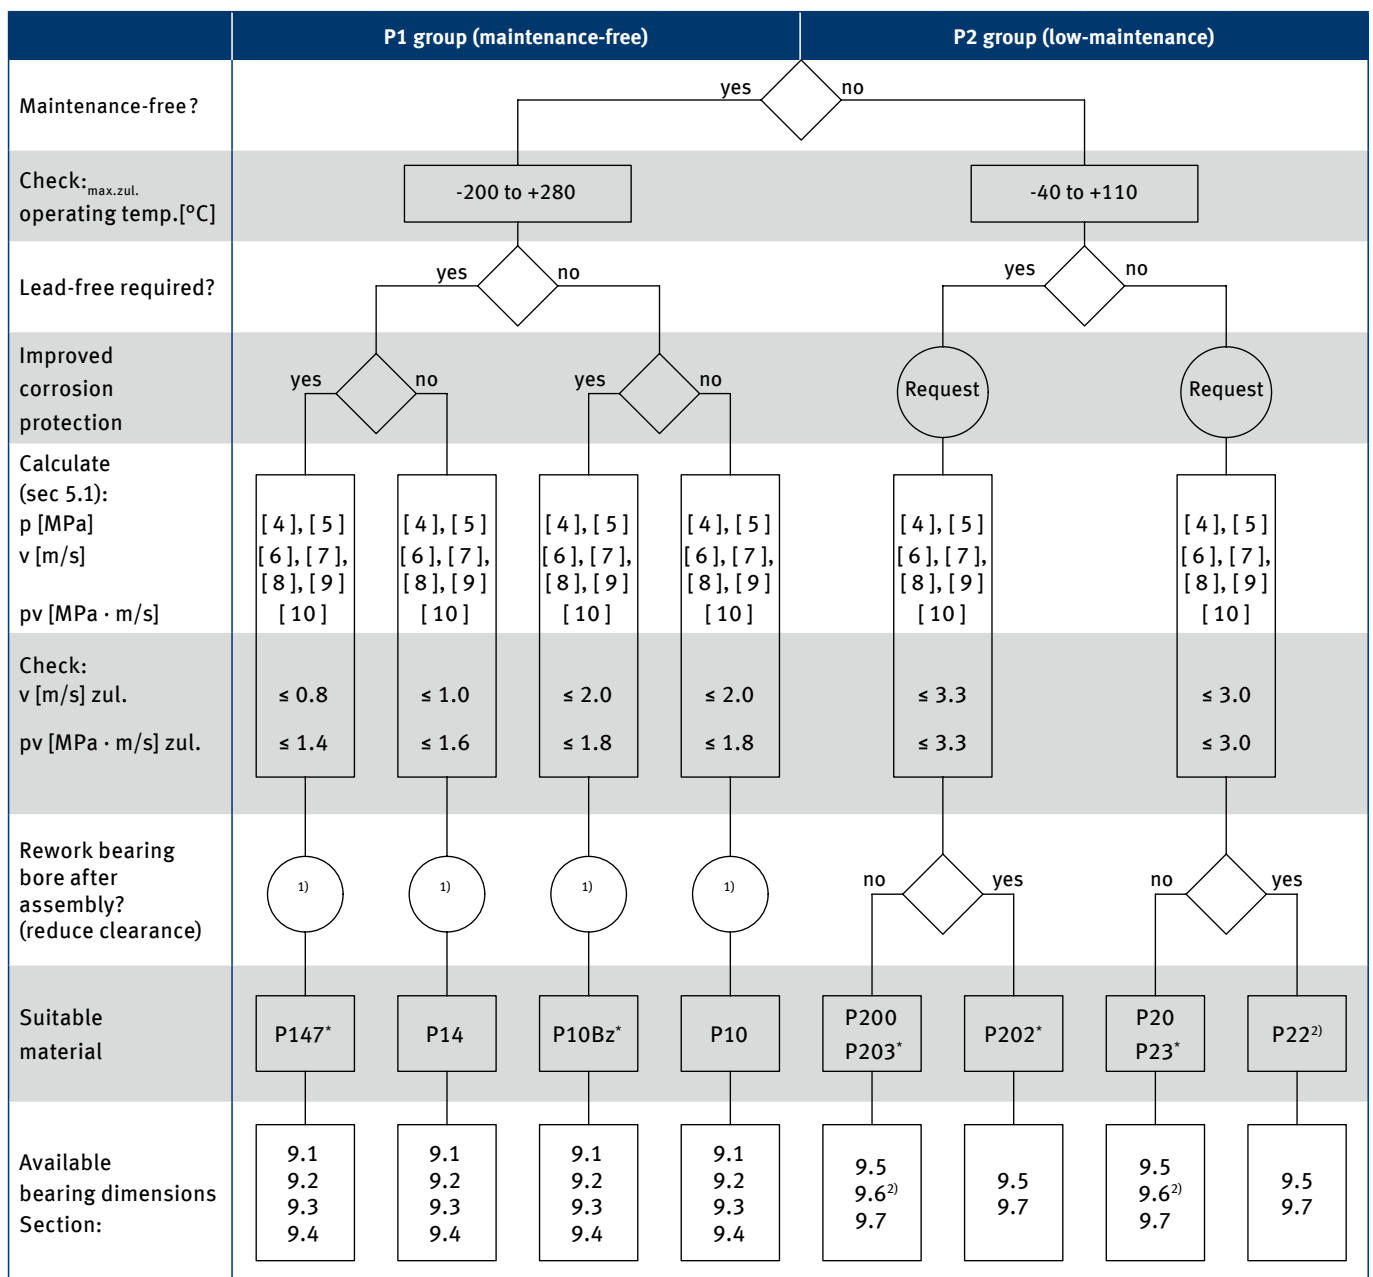 P1 group (maintenance-free) P2 group (low-maintenance)
Maintenance-free? yes no
Check:max.zul.
operating temp.[°C] -200 to +280 -40 to +110
Lead-free required? yes no yes no
Improved
corrosion
protection yes no yes no Request Request
Calculate
(sec 5.1):
p [MPa] [ 4 ], [ 5 ] [ 4 ], [ 5 ] [ 4 ], [ 5 ] [ 4 ], [ 5 ] [ 4 ], [ 5 ] [ 4 ], [ 5 ]
v [m/s] [ 6 ], [ 7 ], [ 6 ], [ 7 ], [ 6 ], [ 7 ], [ 6 ], [ 7 ], [ 6 ], [ 7 ], [ 6 ], [ 7 ],
[ 8 ], [ 9 ] [ 8 ], [ 9 ] [ 8 ], [ 9 ] [ 8 ], [ 9 ] [ 8 ], [ 9 ] [ 8 ], [ 9 ]
pv [MPa · m/s] [ 10 ] [ 10 ] [ 10 ] [ 10 ] [ 10 ] [ 10 ]
Check:
v [m/s] zul. ≤ 0.8 ≤ 1.0 ≤ 2.0 ≤ 2.0 ≤ 3.3 ≤ 3.0
pv [MPa · m/s] zul. ≤ 1.4 ≤ 1.6 ≤ 1.8 ≤ 1.8 ≤ 3.3 ≤ 3.0
Rework bearing
bore after
assembly?
(reduce clearance) 1) 1) 1) 1) no yes no yes
Suitable
material P147* P14 P10Bz* P10 P200
P203* P202* P20
P23* P22²⁾
Available
bearing dimensions
Section: 9.1
9.2
9.3
9.4 9.1
9.2
9.3
9.4 9.1
9.2
9.3
9.4 9.1
9.2
9.3
9.4 9.5
9.6²⁾
9.7 9.5
9.7 9.5
9.6²⁾
9.7 9.5
9.7